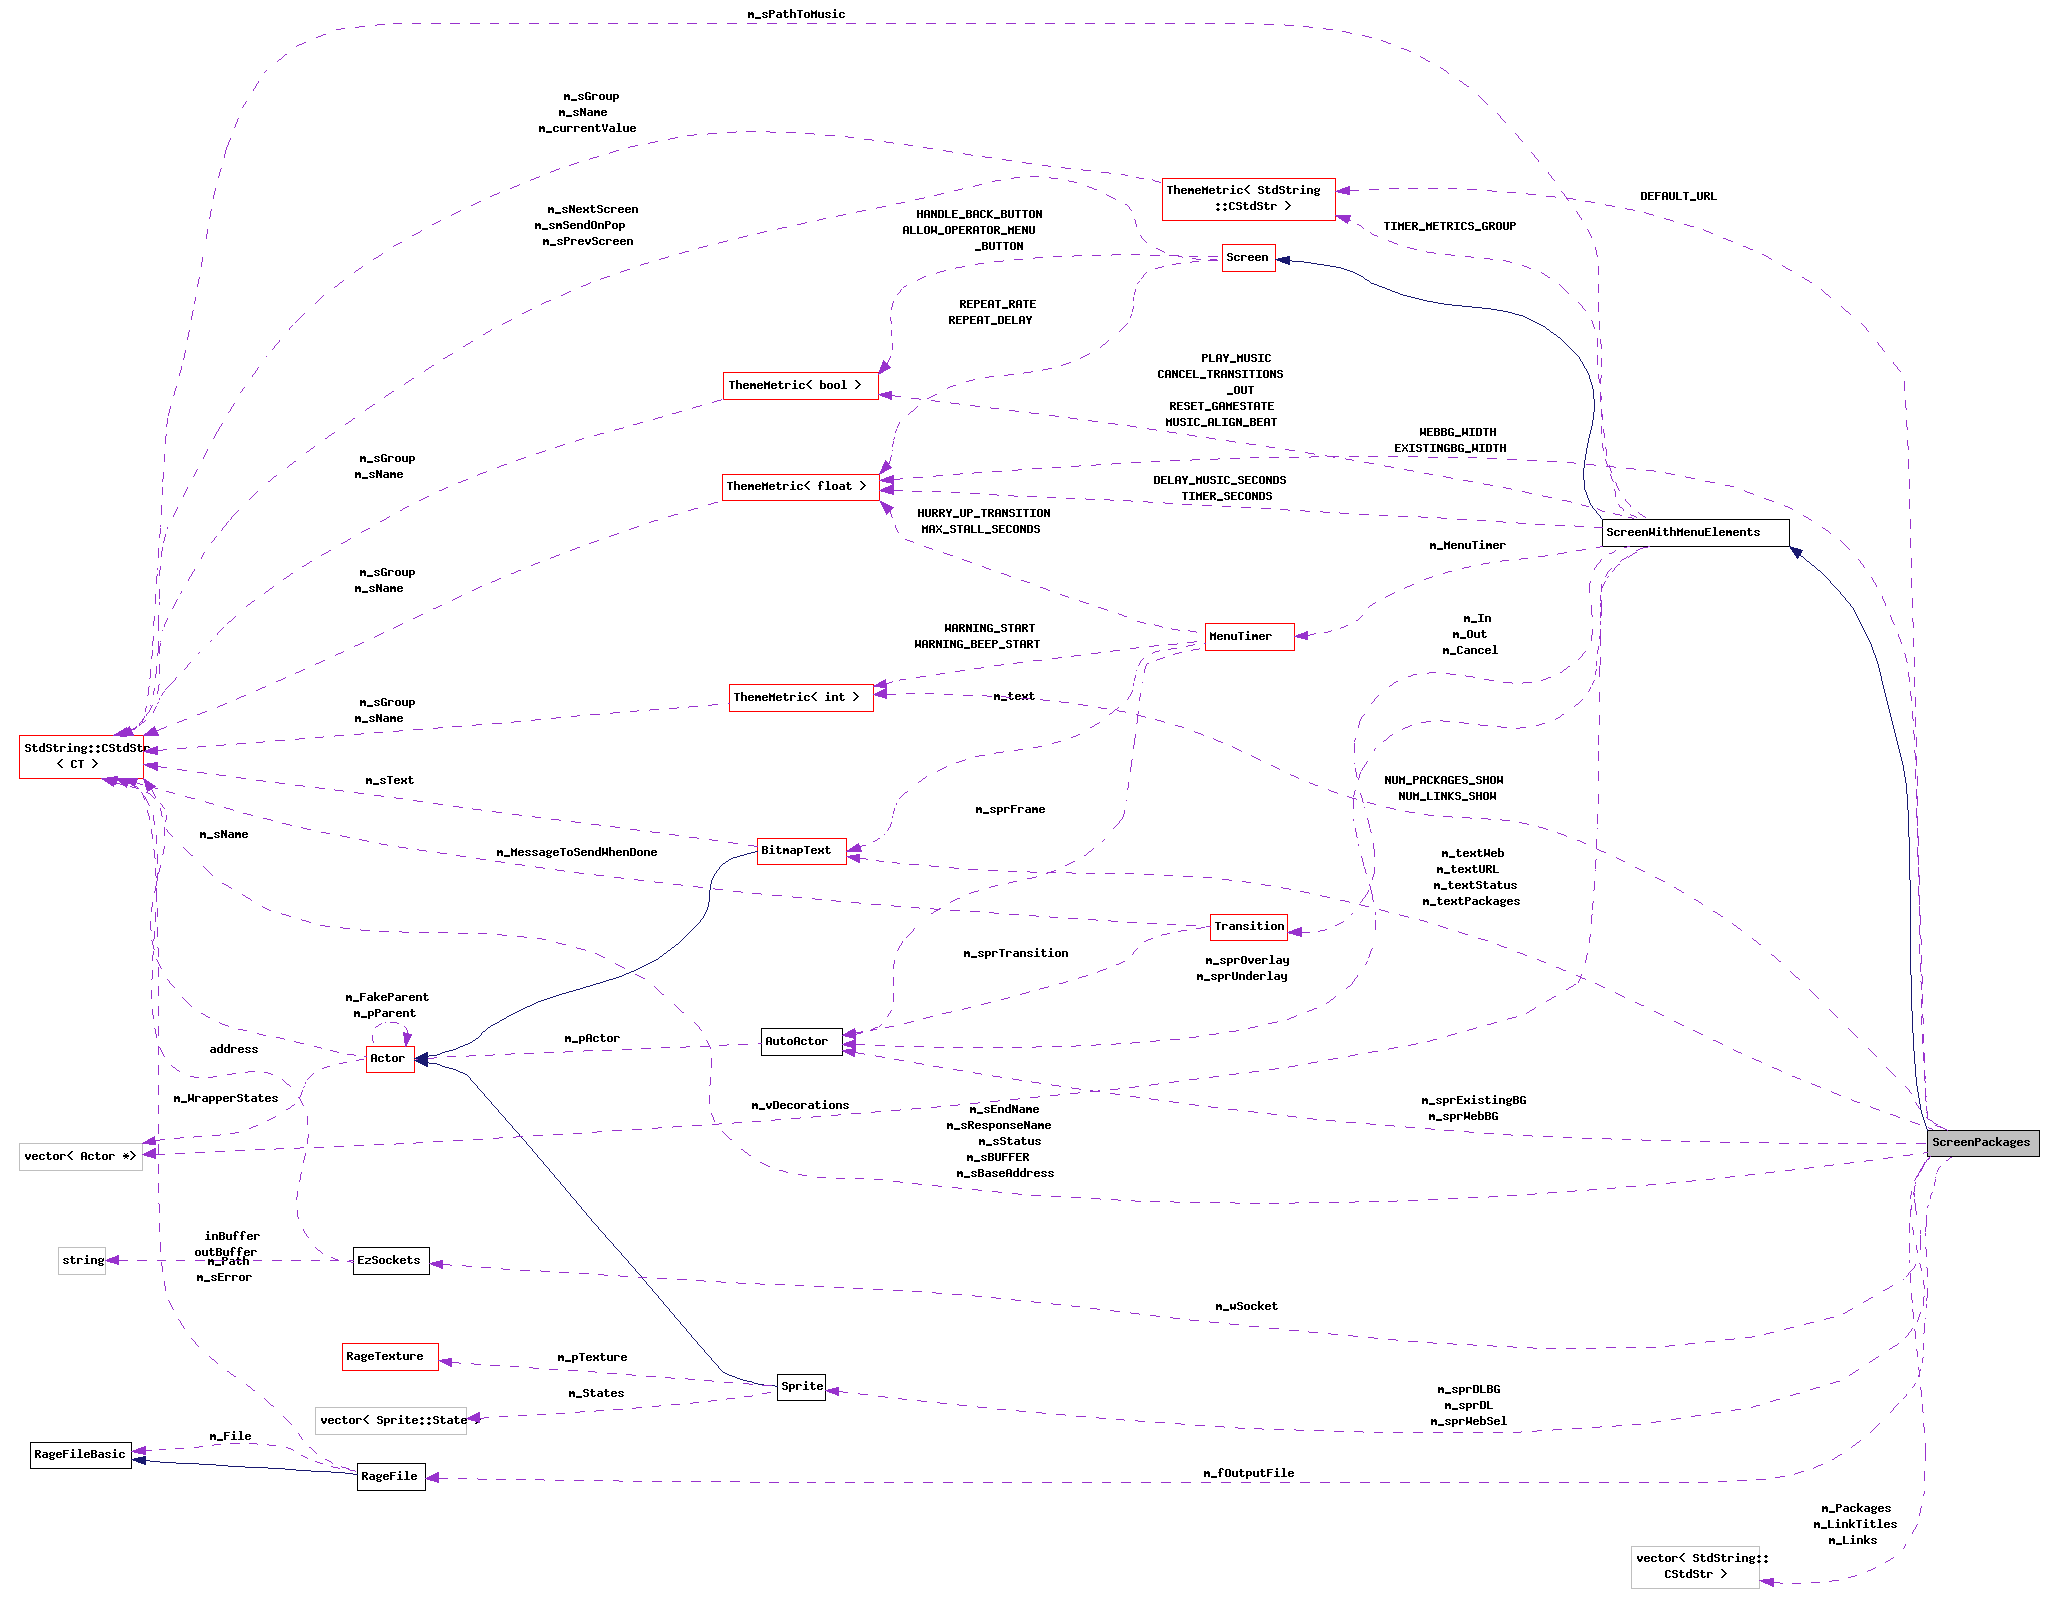 m_sPathToMusic
m_sGroup
m_sName
m_currentValue
ThemeMetric< StdString
::CStdStr >
DEFAULT_URL
TIMER_METRICS_GROUP
m_sNextScreen
m_smSendOnPop
m_sPrevScreen
HANDLE_BACK_BUTTON
ALLOW_OPERATOR_MENU
_BUTTON
Screen
REPEAT_RATE
REPEAT_DELAY
ThemeMetric< bool >
PLAY_MUSIC
CANCEL_TRANSITIONS
_OUT
RESET_GAMESTATE
MUSIC_ALIGN_BEAT
WEBBG_WIDTH
EXISTINGBG_WIDTH
m_sGroup
m_sName
ThemeMetric< float >
DELAY_MUSIC_SECONDS
TIMER_SECONDS
HURRY_UP_TRANSITION
MAX_STALL_SECONDS
ScreenWithMenuElements
m_MenuTimer
m_sGroup
m_sName
WARNING_START
WARNING_BEEP_START
MenuTimer
m_In
m_Out
m_Cancel
ThemeMetric< int >
m_text
m_sGroup
m_sName
StdString::CStdStr
< CT >
m_sText
NUM_PACKAGES_SHOW
NUM_LINKS_SHOW
m_sprFrame
m_sName
m_MessageToSendWhenDone
BitmapText
m_textWeb
m_textURL
m_textStatus
m_textPackages
Transition
m_sprTransition
m_sprOverlay
m_sprUnderlay
m_FakeParent
m_pParent
Actor
m_pActor
AutoActor
address
m_WrapperStates
m_vDecorations
m_sEndName
m_sResponseName
m_sStatus
m_sBUFFER
m_sBaseAddress
m_sprExistingBG
m_sprWebBG
ScreenPackages
vector< Actor *>
inBuffer
outBuffer
m_Path
m_sError
string
EzSockets
m_wSocket
RageTexture
m_pTexture
Sprite
m_States
vector< Sprite::State >
m_sprDLBG
m_sprDL
m_sprWebSel
m_File
RageFileBasic
RageFile
m_fOutputFile
m_Packages
m_LinkTitles
m_Links
vector< StdString::
CStdStr >